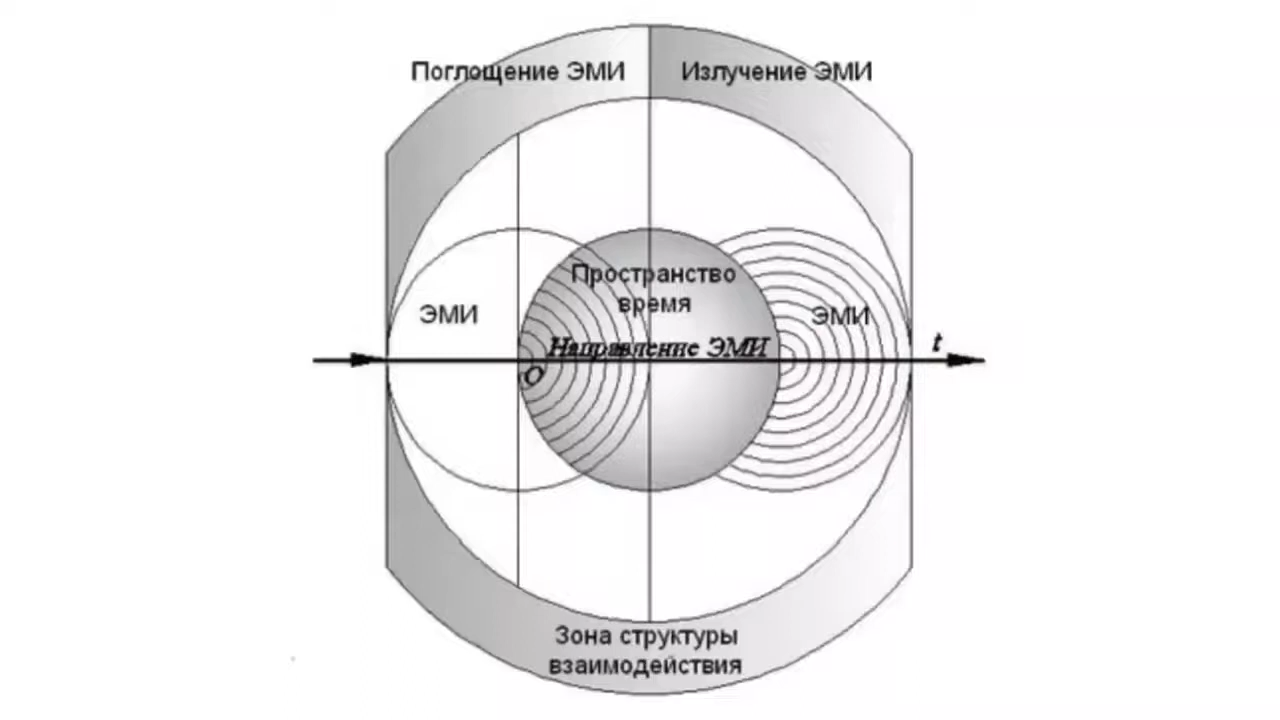 Поглощение ЭМИ
Излучение ЭМИ
Пространство
время
ЭМИ
ЭМИ
Направление ЭМИ
t
O
Зона структуры
взаимодействия